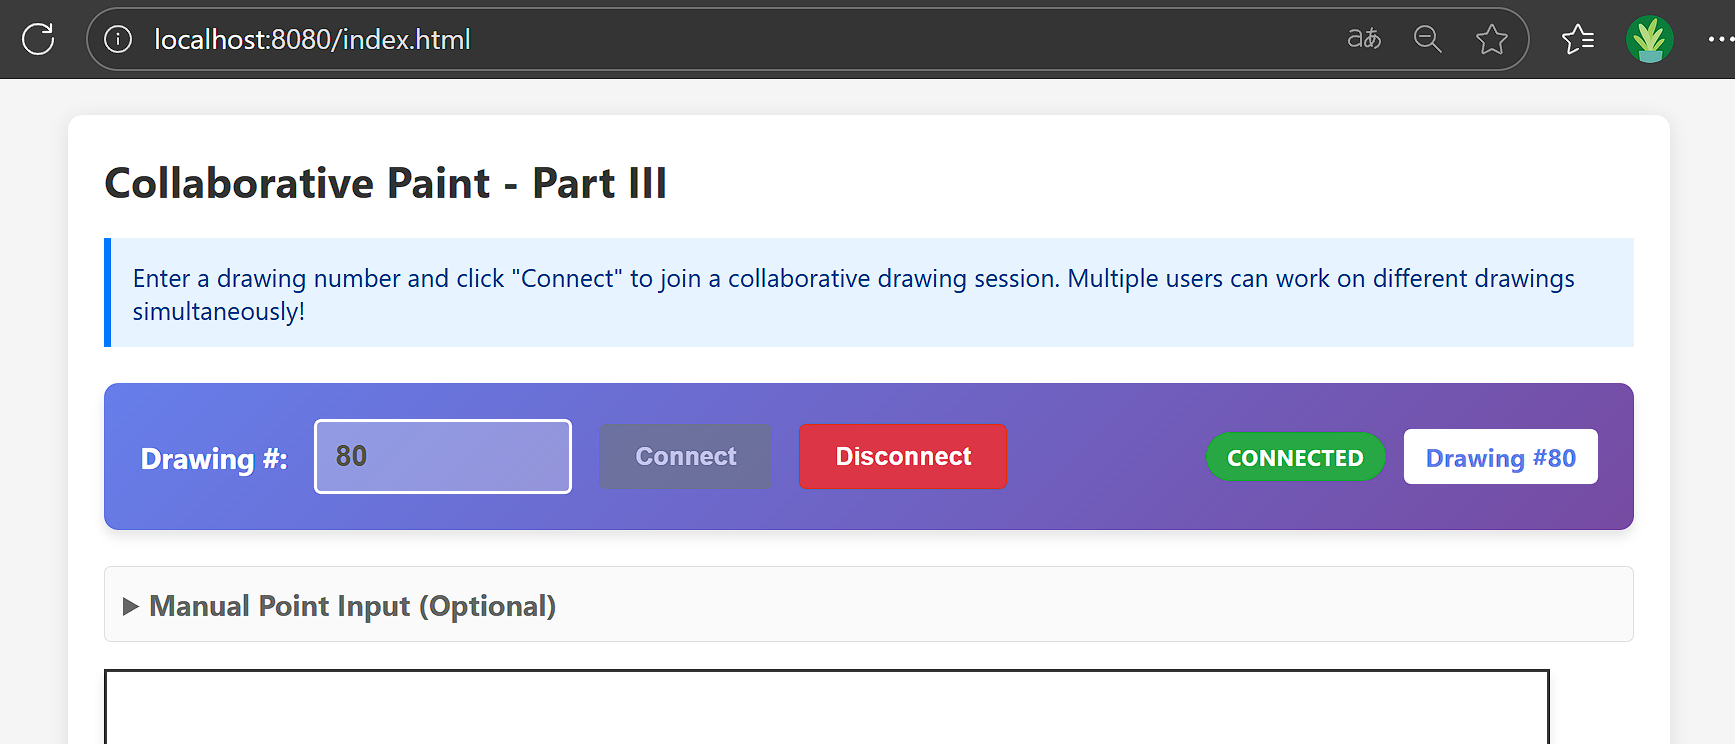 localhost:8080/index.html
aあ
Collaborative Paint - Part III
Enter a drawing number and click "Connect" to join a collaborative drawing session. Multiple users can work on different drawings
simultaneously!
Drawing #: 80 Connect Disconnect CONNECTED Drawing #80
Manual Point Input (Optional)